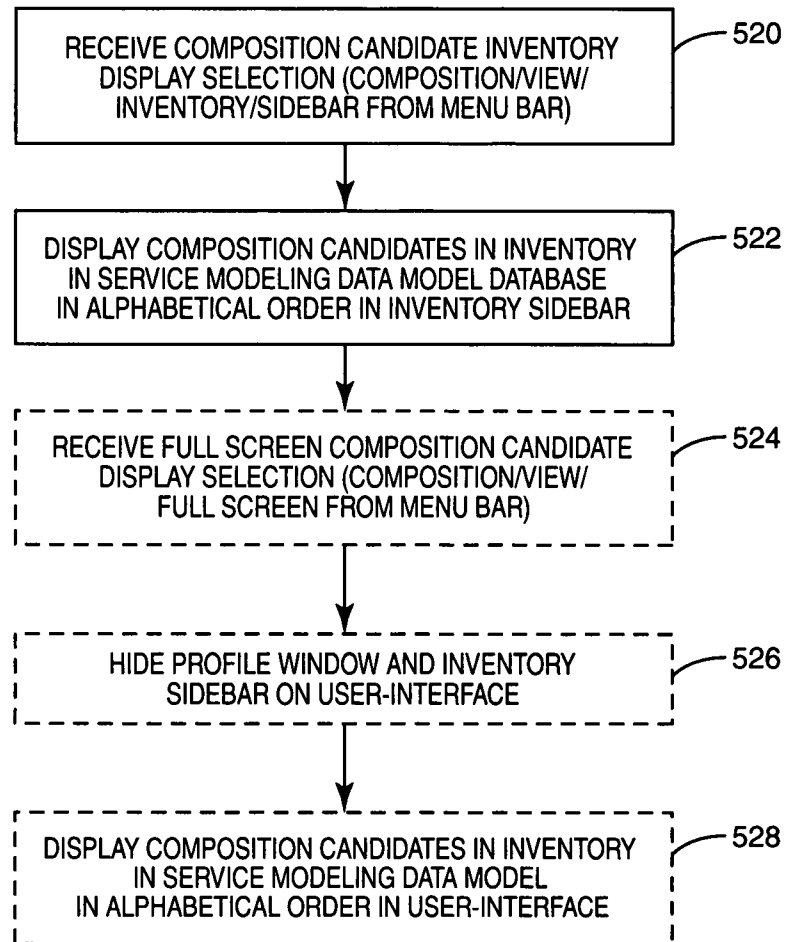 RECEIVE COMPOSITION CANDIDATE INVENTORY
DISPLAY SELECTION (COMPOSITION/VIEW/
INVENTORY/SIDEBAR FROM MENU BAR)
520
DISPLAY COMPOSITION CANDIDATES IN INVENTORY
IN SERVICE MODELING DATA MODEL DATABASE
IN ALPHABETICAL ORDER IN INVENTORY SIDEBAR
522
RECEIVE FULL SCREEN COMPOSITION CANDIDATE
DISPLAY SELECTION (COMPOSITION/VIEW/
FULL SCREEN FROM MENU BAR)
524
HIDE PROFILE WINDOW AND INVENTORY
SIDEBAR ON USER-INTERFACE
526
DISPLAY COMPOSITION CANDIDATES IN INVENTORY
IN SERVICE MODELING DATA MODEL
IN ALPHABETICAL ORDER IN USER-INTERFACE
528